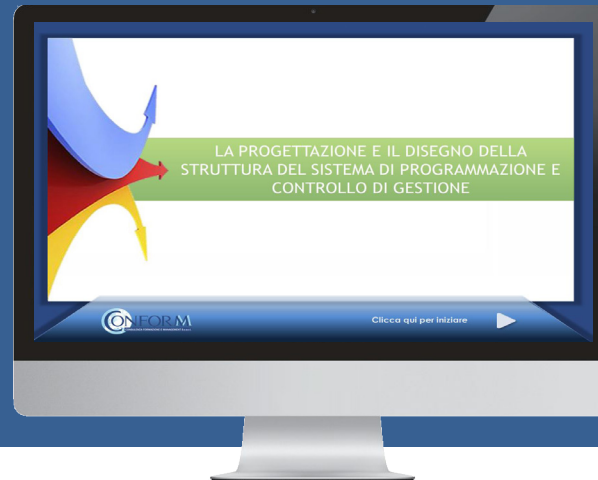 LA PROGETTAZIONE E IL DISEGNO DELLA
STRUTTURA DEL SISTEMA DI PROGRAMMAZIONE E
CONTROLLO DI GESTIONE
CONFORM
Clicca qui per iniziare